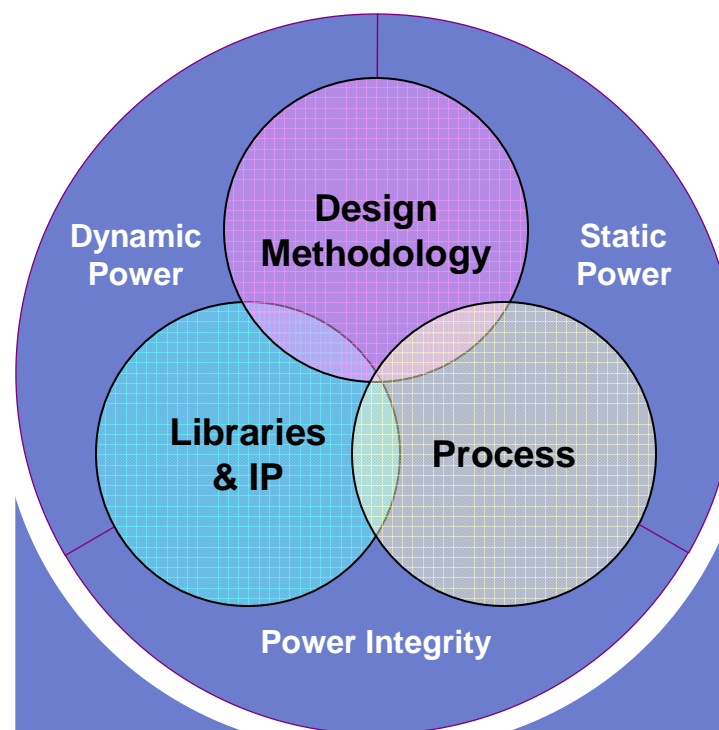 Design
Methodology
Dynamic
Power
Static
Power
Libraries
& IP
Process
Power Integrity